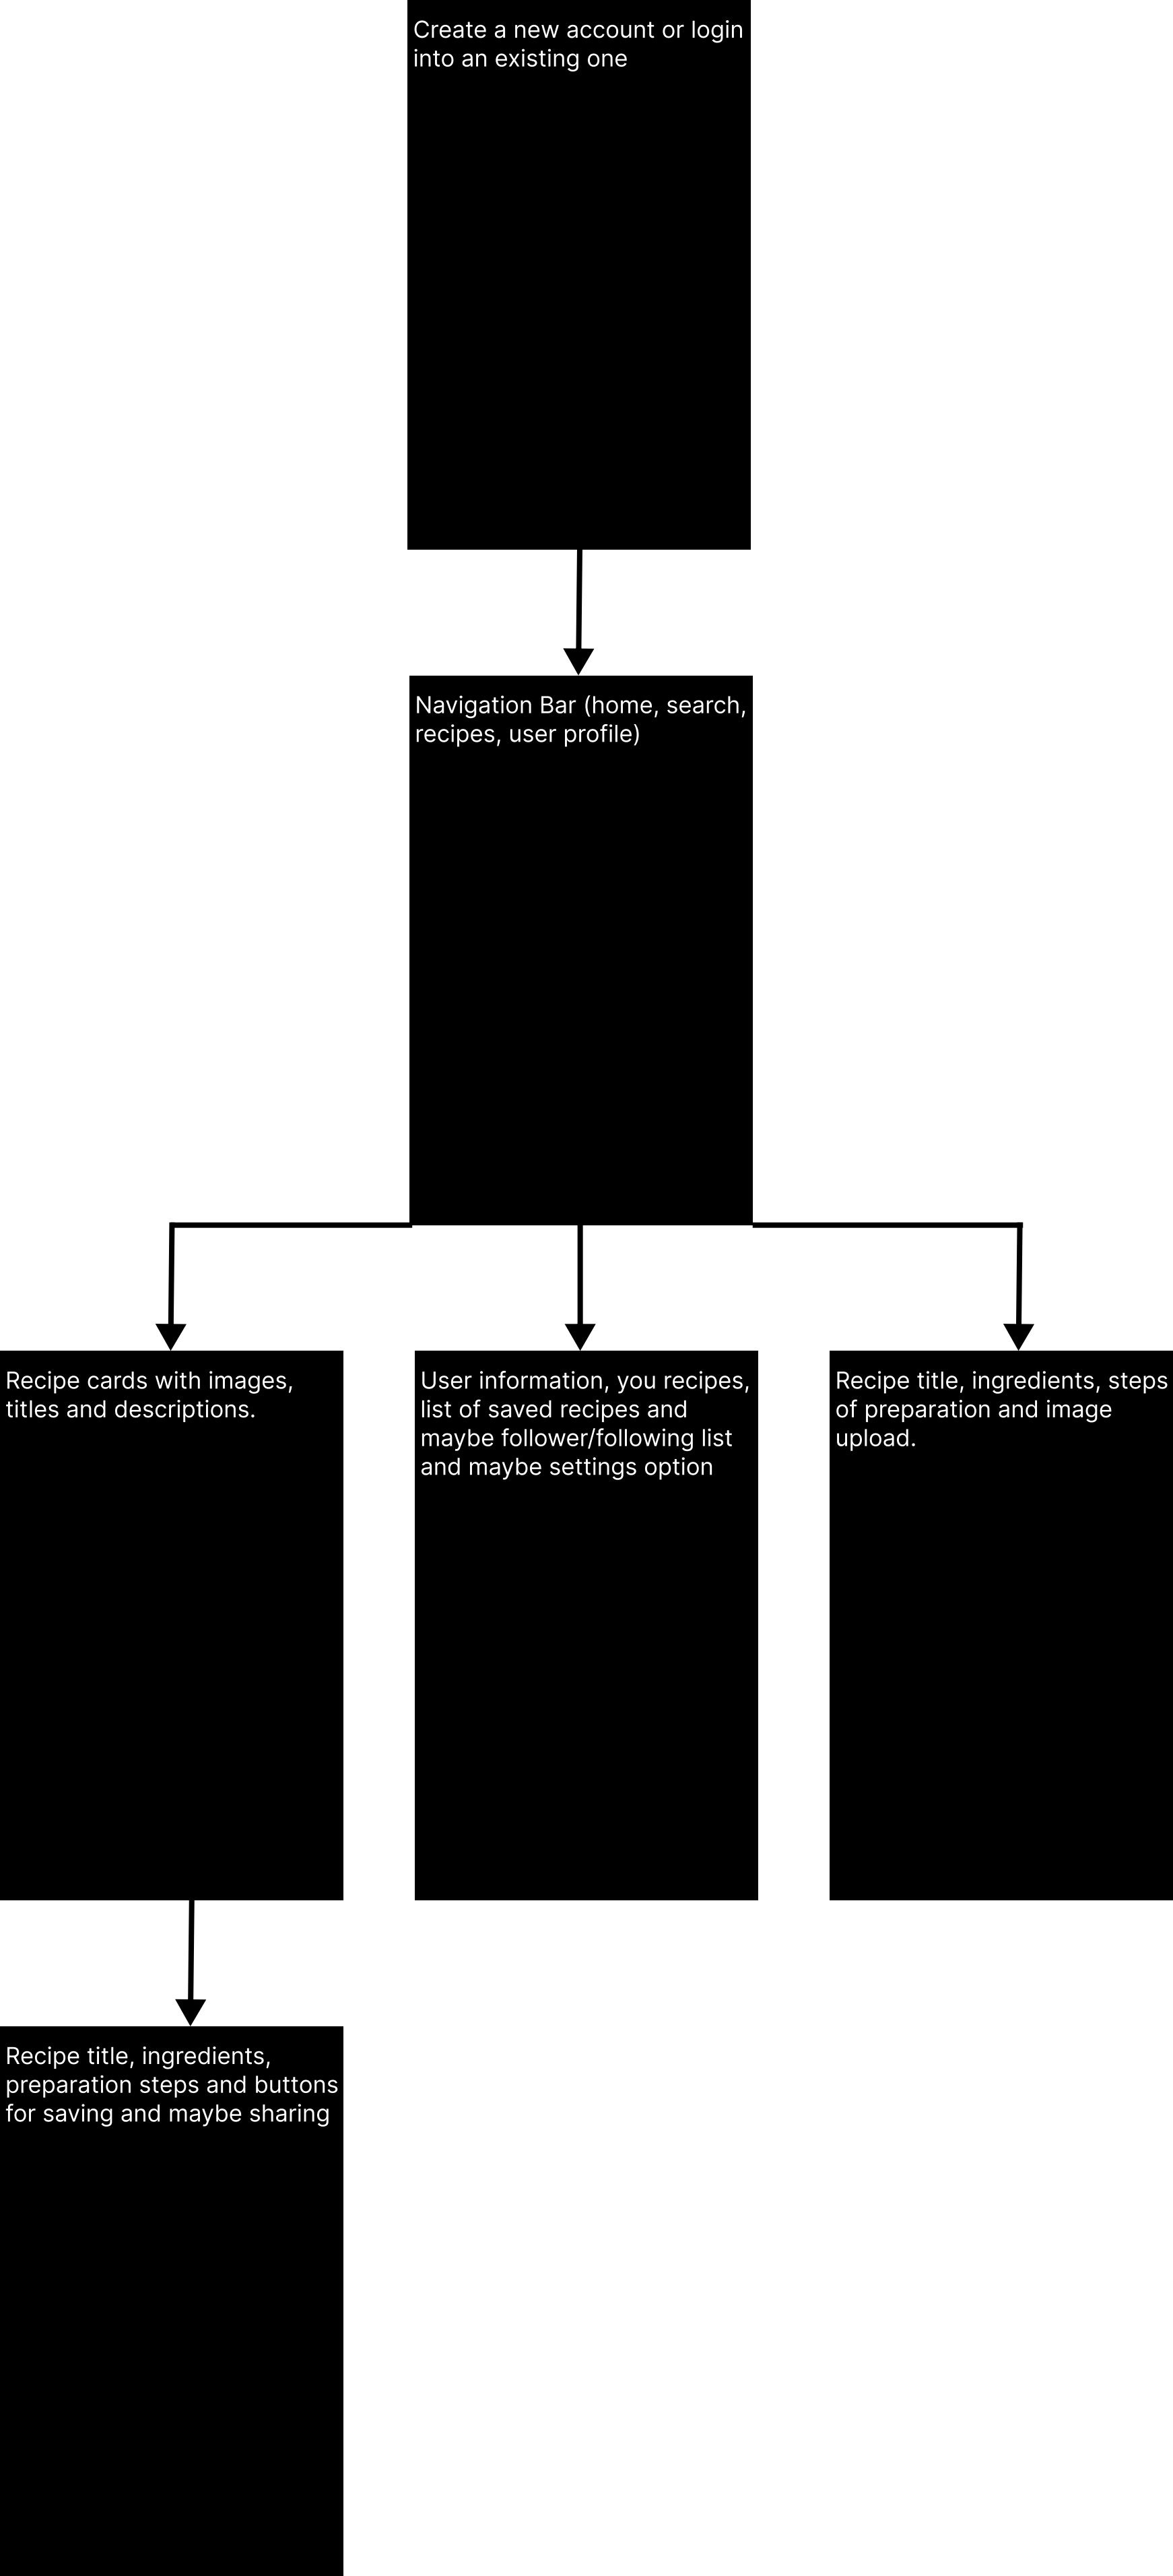 Create a new account or login
into an existing one
Navigation Bar (home, search,
recipes, user profile)
Recipe cards with images,
titles and descriptions.
User information, you recipes,
list of saved recipes and
maybe follower/following list
and maybe settings option
Recipe title, ingredients, steps
of preparation and image
upload.
Recipe title, ingredients,
preparation steps and buttons
for saving and maybe sharing